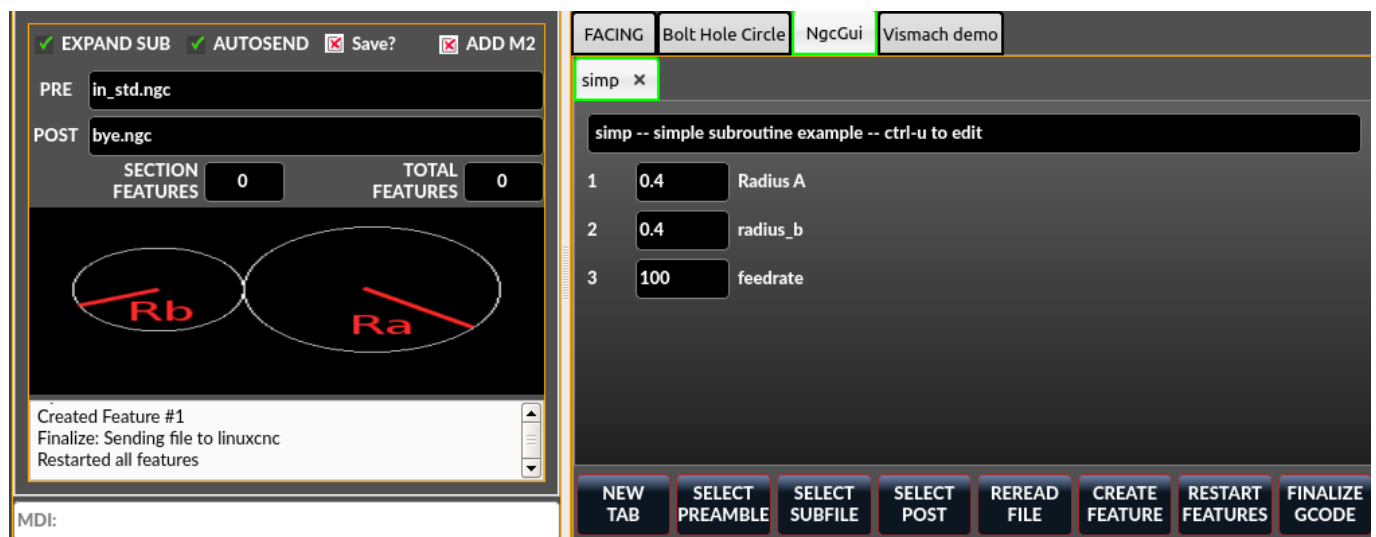 EXPAND SUB AUTOSEND Save? ADD M2
PRE in_std.ngc
POST bye.ngc
SECTION
FEATURES
0
TOTAL
FEATURES
0
Rb
Ra
Created Feature #1
Finalize: Sending file to linuxcnc
Restarted all features
MDI:
FACING Bolt Hole Circle NgcGui Vismach demo
simp ×
simp -- simple subroutine example -- ctrl-u to edit
1 0.4 Radius A
2 0.4 radius_b
3 100 feedrate
NEW
TAB
SELECT
PREAMBLE
SELECT
SUBFILE
SELECT
POST
REREAD
FILE
CREATE
FEATURE
RESTART
FEATURES
FINALIZE
GCODE